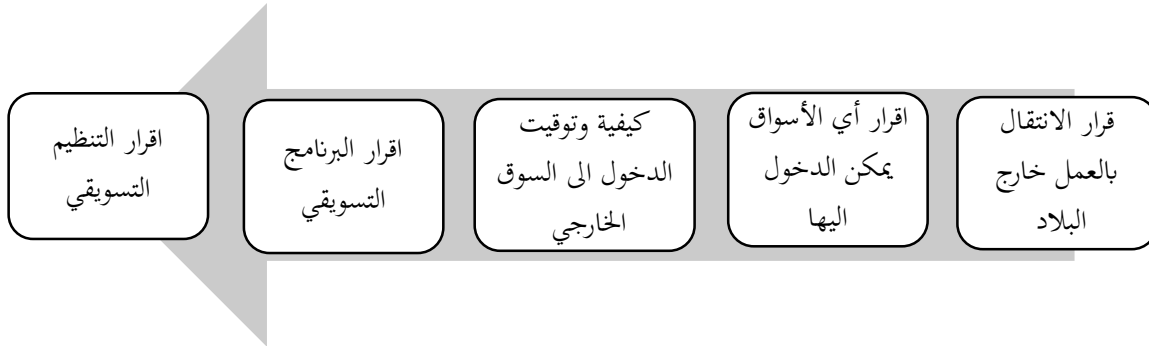 قرار الانتقال
بالعمل خارج
البلاد
اقرار أي الأسواق
يمكن الدخول
اليها
كيفية وتوقيت
الدخول الى السوق
الخارجي
اقرار البرنامج
التسويقي
اقرار التنظيم
التسويقي